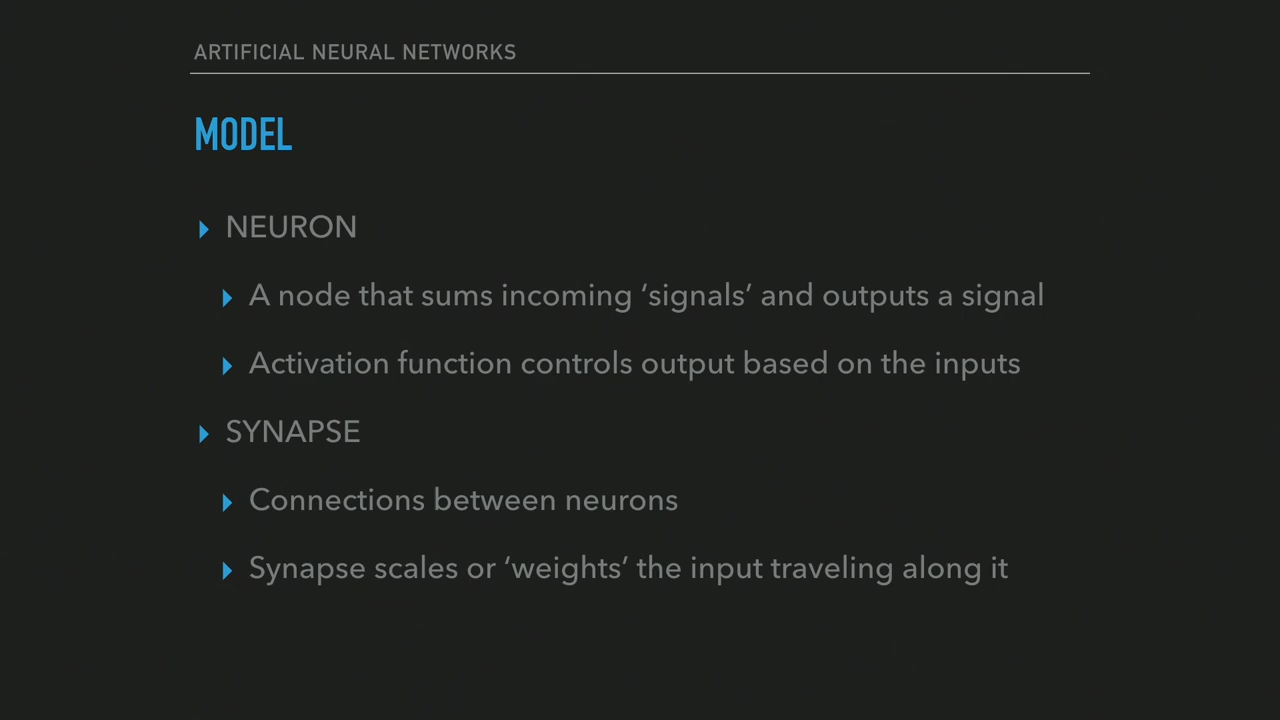 ARTIFICIAL NEURAL NETWORKS
MODEL
NEURON
A node that sums incoming ‘signals’ and outputs a signal
Activation function controls output based on the inputs
SYNAPSE
Connections between neurons
Synapse scales or ‘weights’ the input traveling along it